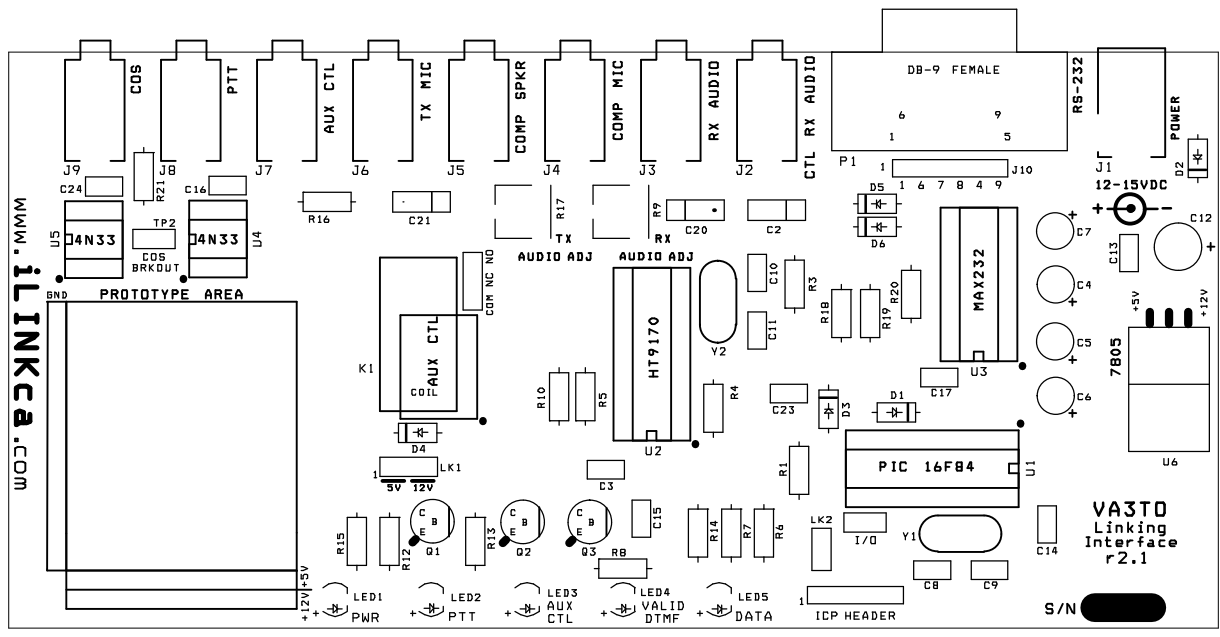 COS
PTT
AUX CTL
TX MIC
COMP SPKR
COMP MIC
RX AUDIO
CTL RX AUDIO
DB-9 FEMALE
6 9
1 5
RS-232
POWER
J9
J8
J7
J6
J5
J4
J3
J2
P1
J1
1
J10
1 6 7 8 4 9
D2
C24
R21
C16
R16
C21
R17
R9
C20
C2
D5
D6
12-15VDC
+ -
C7
C13
C12
U5
4N33
TP2
COS
BRKOUT
4N33
U4
TX
AUDIO ADJ
RX
AUDIO ADJ
COM NC NO
C10
R3
R20
MAX232
C4
GND
PROTOTYPE AREA
www.iLINKca.com
K1
AUX CTL
COIL
HT9170
Y2
C11
R18
R19
U3
C5
+5V
+12V
7805
D4
R10
R5
R4
C23
D3
D1
C17
C6
1
LK1
5V 12V
U2
C3
R1
PIC 16F84
U1
U6
R15
R12
C
B
E
Q1
R13
C
B
E
Q2
C
B
E
Q3
C15
R8
R14
R7
R6
LK2
I/O
Y1
C8
C9
C14
VA3TO
Linking
Interface
r2.1
+12V +5V
+
LED1
PWR
+
LED2
PTT
+
LED3
AUX
CTL
+
LED4
VALID
DTMF
+
LED5
DATA
1
ICP HEADER
S/N